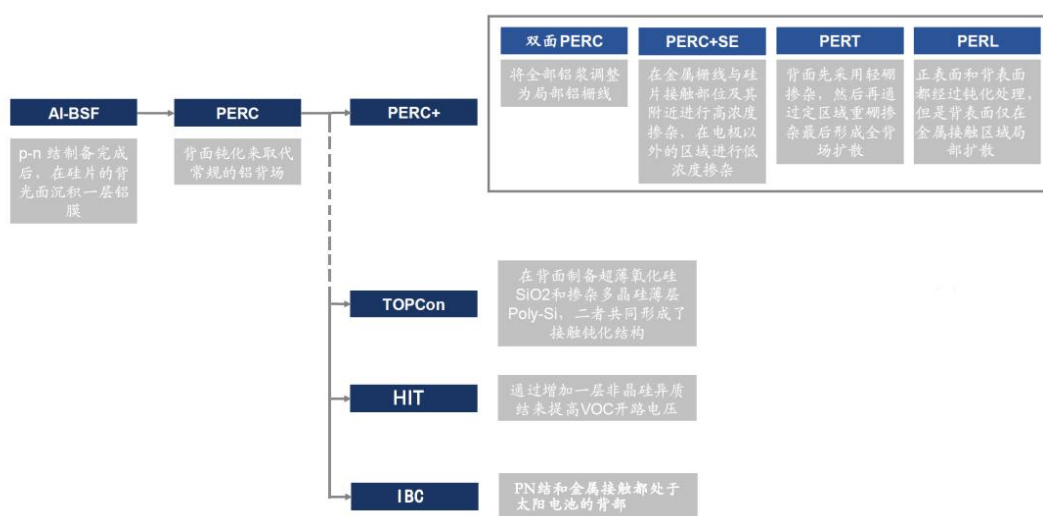 双面PERC
将全部铝浆调整
为局部铝栅线
PERC+SE
在金属栅线与硅
片接触部位及其
附近进行高浓度
掺杂，在电极以
外的区域进行低
浓度掺杂
PERT
背面先采用轻硼
掺杂，然后再通
过定区域重硼掺
杂最后形成全背
场扩散
PERL
正表面和背表面
都经过钝化处理，
但是背表面仅在
金属接触区域局
部扩散
Al-BSF
p-n 结制备完成
后，在硅片的背
光面沉积一层铝
膜
PERC
背面钝化来取代
常规的铝背场
PERC+
TOPCon
在背面制备超薄氧化硅
SiO2和掺杂多晶硅薄层
Poly-Si，二者共同形成了
接触钝化结构
HIT
通过增加一层非晶硅异质
结来提高VOC开路电压
IBC
PN结和金属接触都处于
太阳电池的背部